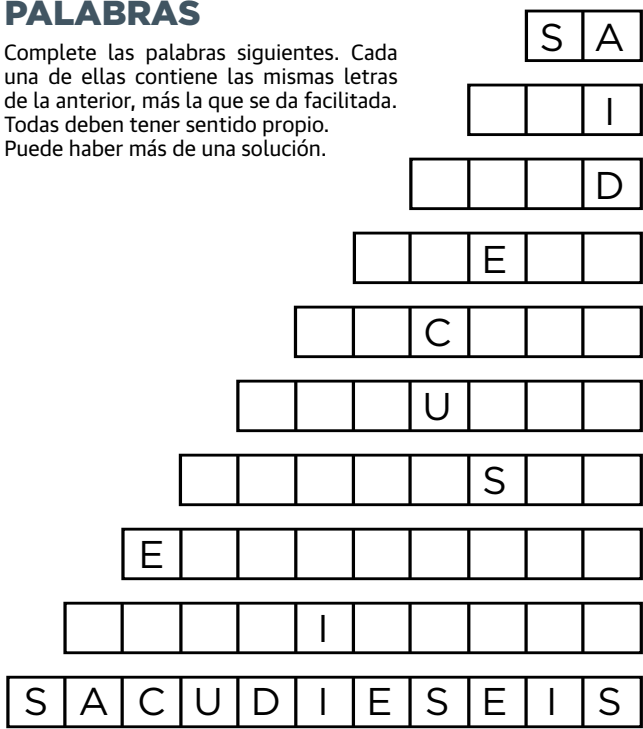 PALABRAS
Complete las palabras siguientes. Cada
una de ellas contiene las mismas letras
de la anterior, más la que se da facilitada.
Todas deben tener sentido propio.
Puede haber más de una solución.
S A
I
D
E
C
U
S
E
I
S A C U D I E S E I S